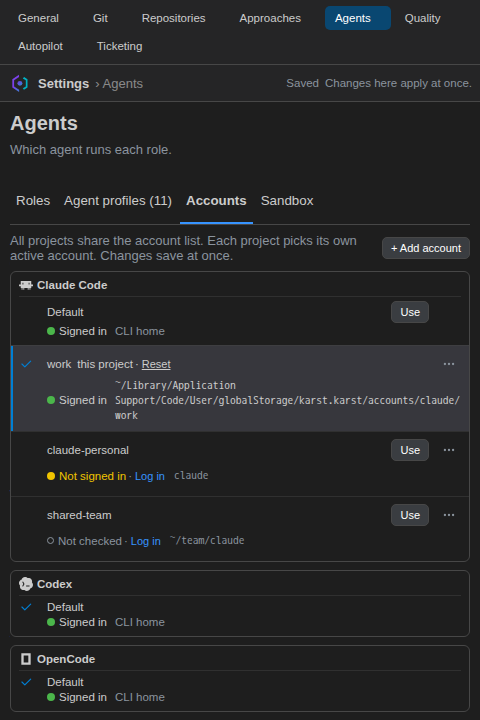 General Git Repositories Approaches Agents Quality
Autopilot Ticketing
Settings › Agents Saved Changes here apply at once.
Agents
Which agent runs each role.
Roles Agent profiles (11) Accounts Sandbox
All projects share the account list. Each project picks its own
active account. Changes save at once.
+ Add account
Claude Code
Default Use
Signed in CLI home
work this project · Reset ···
~/Library/Application
Signed in Support/Code/User/globalStorage/karst.karst/accounts/claude/
work
claude-personal Use ···
Not signed in · Log in claude
shared-team Use ···
Not checked · Log in ~/team/claude
Codex
Default
Signed in CLI home
OpenCode
Default
Signed in CLI home